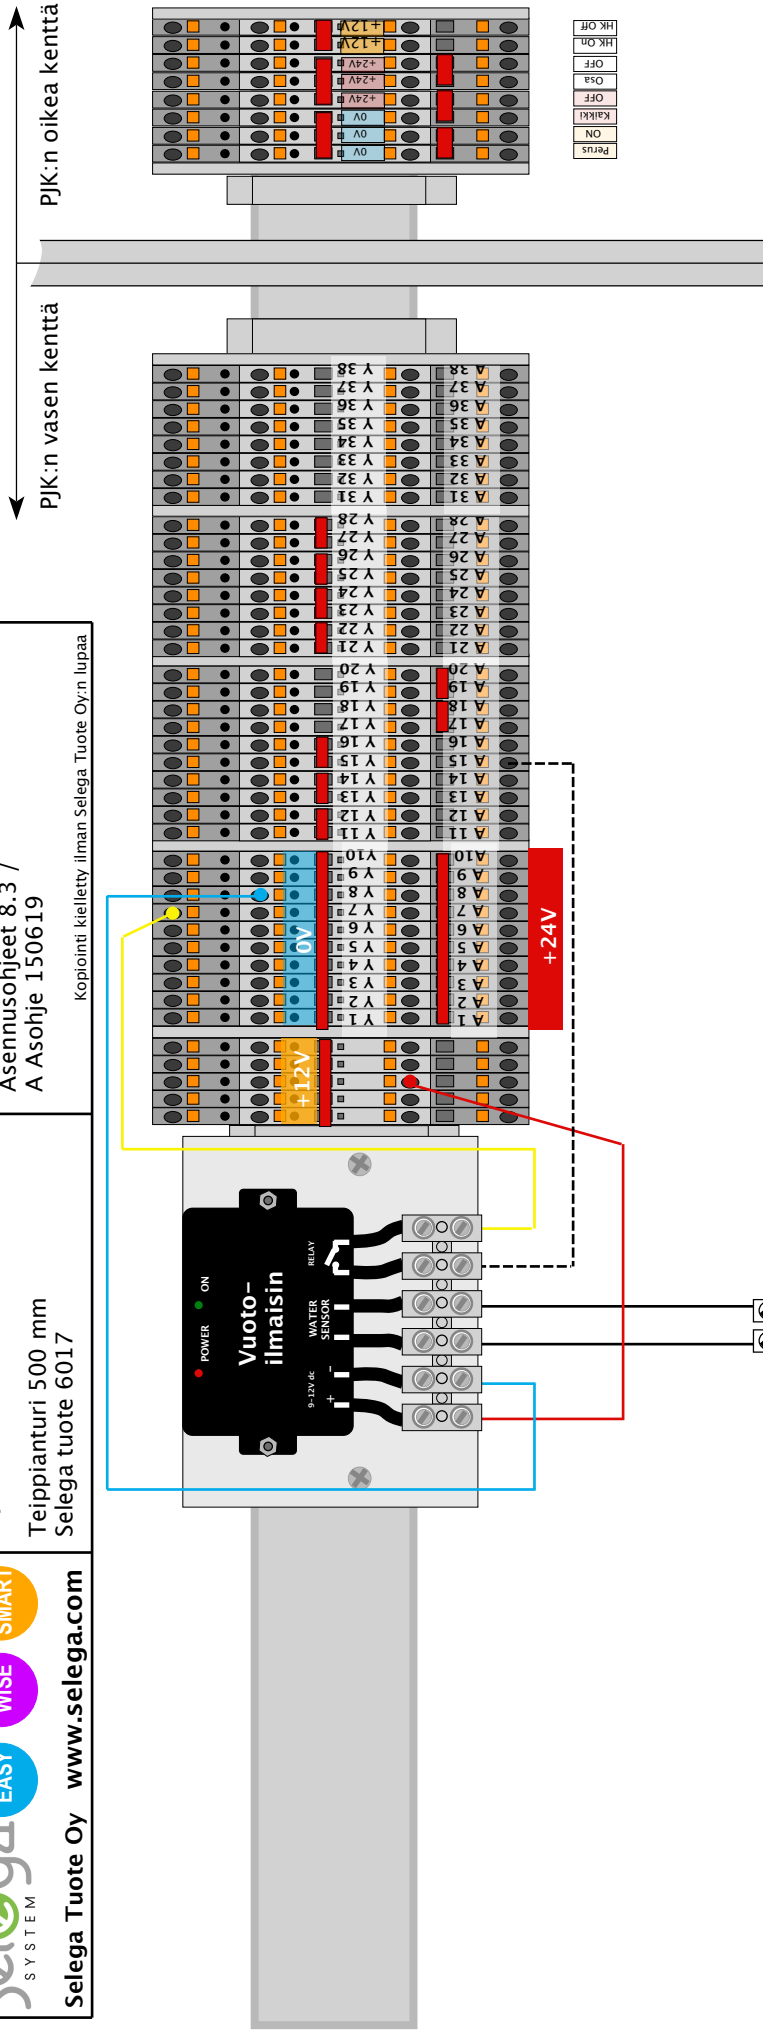 PJK:n oikea kenttä
PJK:n vasen kenttä
+12V
+12V
+24V
+24V
+24V
0V
0V
0V
HK Off
HK On
OFF
Osa
OFF
Kaikki
ON
Perus
Y 38
Y 37
Y 36
Y 35
Y 34
Y 33
Y 32
Y 31
Y 28
Y 27
Y 26
Y 25
Y 24
Y 23
Y 22
Y 21
Y 20
Y 19
Y 18
Y 17
Y 16
Y 15
Y 14
Y 13
Y 12
Y 11
Y10
Y 9
Y 8
Y 7
Y 6
Y 5
Y 4
Y 3
Y 2
Y 1
A 38
A 37
A 36
A 35
A 34
A 33
A 32
A 31
A 28
A 27
A 26
A 25
A 24
A 23
A 22
A 21
A 20
A 19
A 18
A 17
A 16
A 15
A 14
A 13
A 12
A 11
A10
A 9
A 8
A 7
A 6
A 5
A 4
A 3
A 2
A 1
0V
+24V
+12V
Asennusohjeet 8.3 /
A Asohje 150619
Kopiointi kielletty ilman Selega Tuote Oy:n lupaa
POWER
ON
Vuoto-
ilmaisin
9-12V dc
+ -
WATER
SENSOR
RELAY
Teippianturi 500 mm
Selega tuote 6017
SYSTEM
EASY
WISE
SMART
Selega Tuote Oy www.selega.com